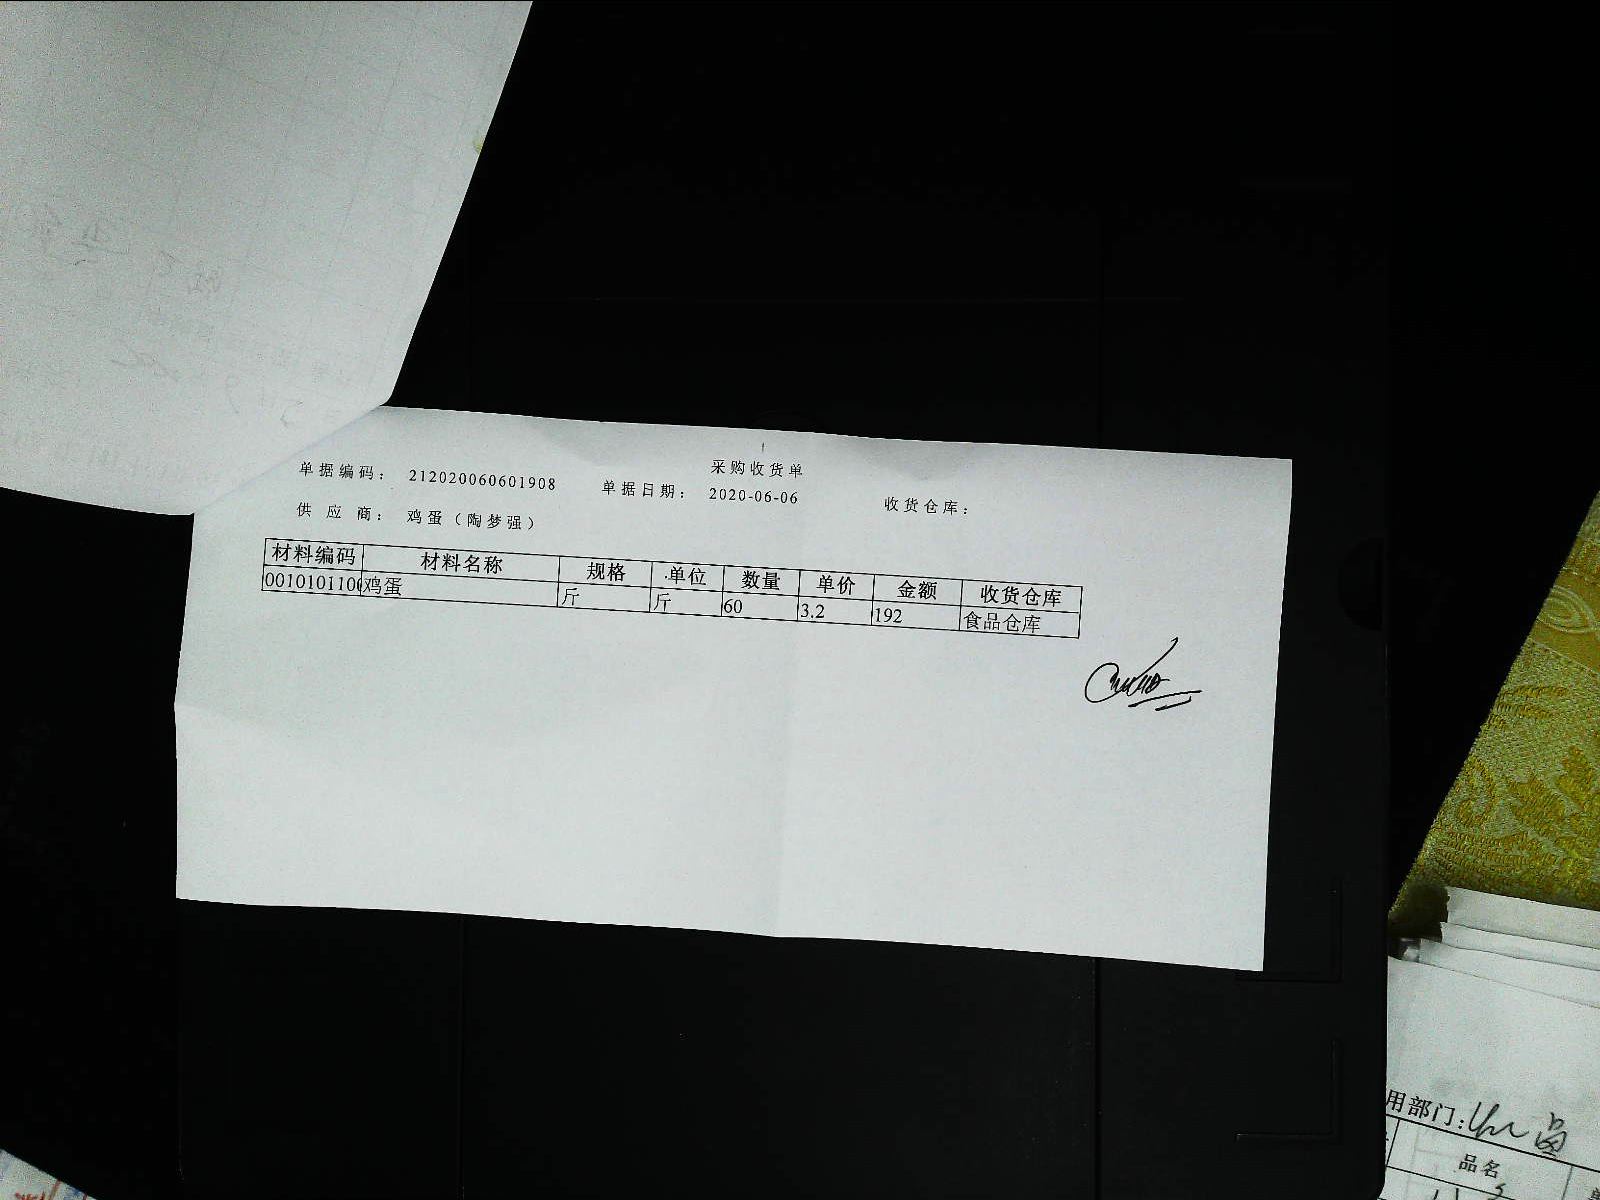 采购收货单
单据编码： 212020060601908 单据日期： 2020-06-06 收货仓库：
供应商： 鸡蛋（陶梦强）
材料编码 材料名称 规格 单位 数量 单价 金额 收货仓库
0010101100 鸡蛋 斤 斤 60 3.2 192 食品仓库
用部门:
品名